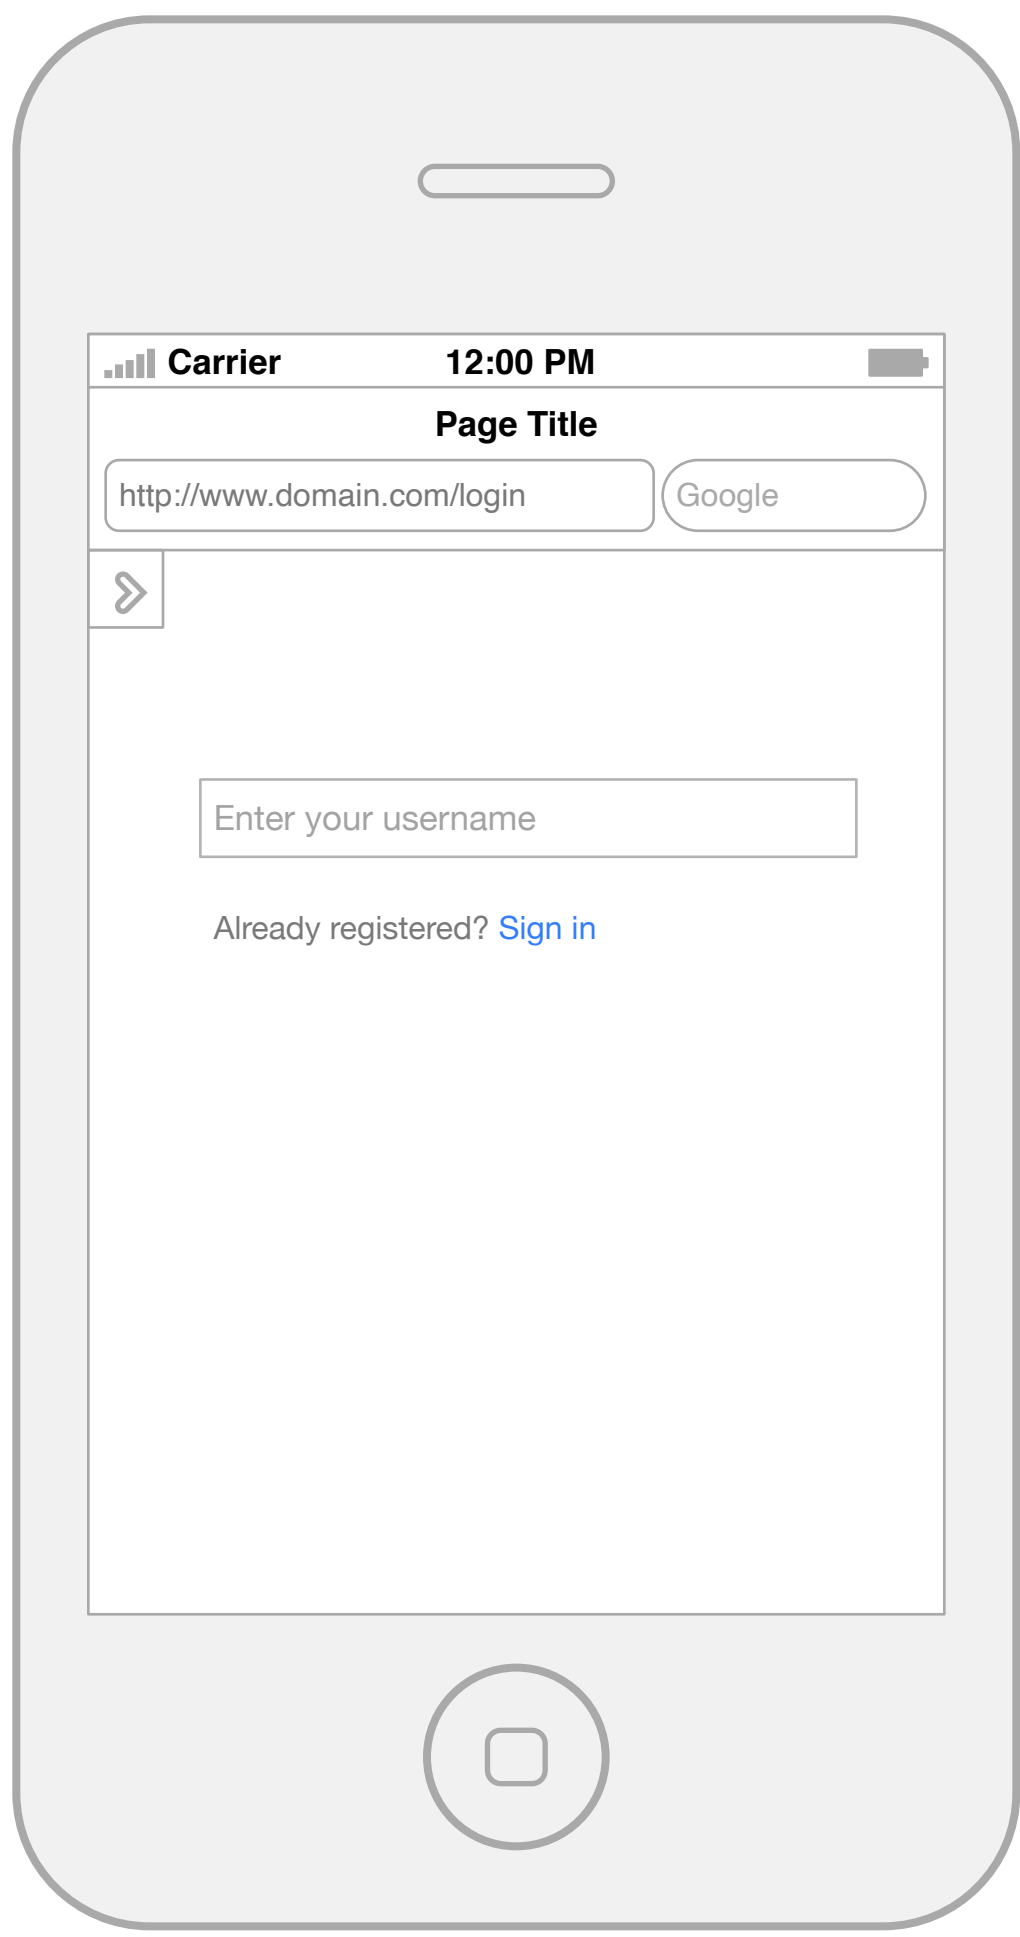 Carrier 12:00 PM
Page Title
http://www.domain.com/login Google
Enter your username
Already registered? Sign in